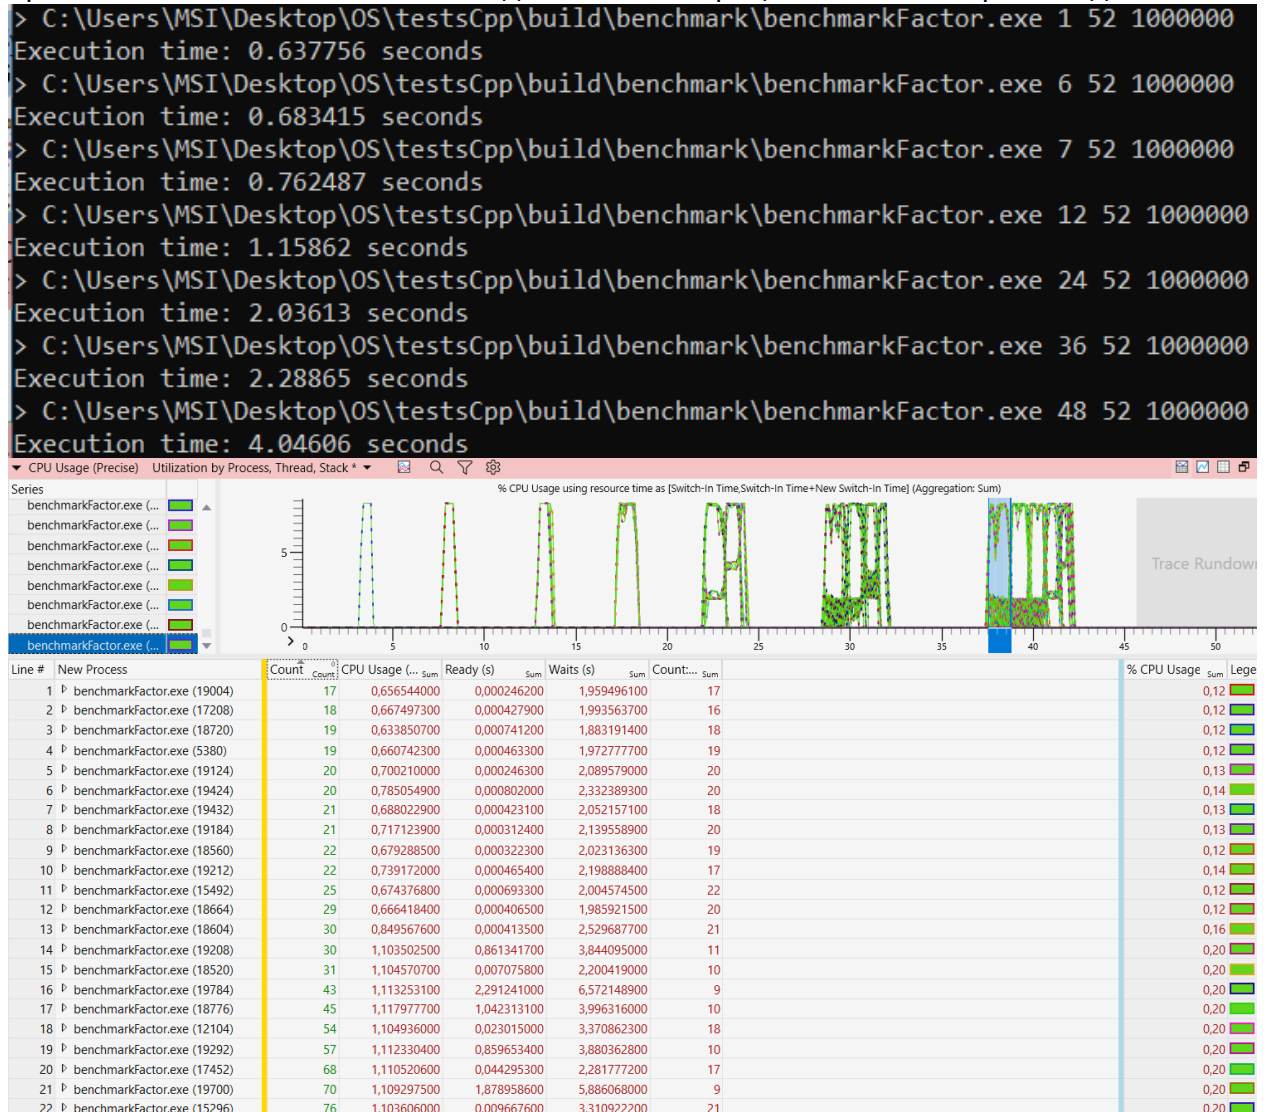 > C:\Users\MSI\Desktop\OS\testsCpp\build\benchmark\benchmarkFactor.exe 1 52 1000000
Execution time: 0.637756 seconds
> C:\Users\MSI\Desktop\OS\testsCpp\build\benchmark\benchmarkFactor.exe 6 52 1000000
Execution time: 0.683415 seconds
> C:\Users\MSI\Desktop\OS\testsCpp\build\benchmark\benchmarkFactor.exe 7 52 1000000
Execution time: 0.762487 seconds
> C:\Users\MSI\Desktop\OS\testsCpp\build\benchmark\benchmarkFactor.exe 12 52 1000000
Execution time: 1.15862 seconds
> C:\Users\MSI\Desktop\OS\testsCpp\build\benchmark\benchmarkFactor.exe 24 52 1000000
Execution time: 2.03613 seconds
> C:\Users\MSI\Desktop\OS\testsCpp\build\benchmark\benchmarkFactor.exe 36 52 1000000
Execution time: 2.28865 seconds
> C:\Users\MSI\Desktop\OS\testsCpp\build\benchmark\benchmarkFactor.exe 48 52 1000000
Execution time: 4.04606 seconds
CPU Usage (Precise) Utilization by Process, Thread, Stack *
Series
% CPU Usage using resource time as [Switch-In Time,Switch-In Time+New Switch-In Time] (Aggregation: Sum)
benchmarkFactor.exe (...
benchmarkFactor.exe (...
benchmarkFactor.exe (...
benchmarkFactor.exe (...
benchmarkFactor.exe (...
benchmarkFactor.exe (...
benchmarkFactor.exe (...
benchmarkFactor.exe (...
5
0
Trace Rundown
0 5 10 15 20 25 30 35 40 45 50
Line # New Process Count Count CPU Usage (... Sum Ready (s) Sum Waits (s) Sum Count:... Sum % CPU Usage Sum Lege
1 benchmarkFactor.exe (19004) 17 0,656544000 0,000246200 1,959496100 17 0,12
2 benchmarkFactor.exe (17208) 18 0,667497300 0,000427900 1,993563700 16 0,12
3 benchmarkFactor.exe (18720) 19 0,633850700 0,000741200 1,883191400 18 0,12
4 benchmarkFactor.exe (5380) 19 0,660742300 0,000463300 1,972777700 19 0,12
5 benchmarkFactor.exe (19124) 20 0,700210000 0,000246300 2,089579000 20 0,13
6 benchmarkFactor.exe (19424) 20 0,785054900 0,000802000 2,332389300 20 0,14
7 benchmarkFactor.exe (19432) 21 0,688022900 0,000423100 2,052157100 18 0,13
8 benchmarkFactor.exe (19184) 21 0,717123900 0,000312400 2,139558900 20 0,13
9 benchmarkFactor.exe (18560) 22 0,679288500 0,000322300 2,023136300 19 0,12
10 benchmarkFactor.exe (19212) 22 0,739172000 0,000465400 2,198888400 17 0,14
11 benchmarkFactor.exe (15492) 25 0,674376800 0,000693300 2,004574500 22 0,12
12 benchmarkFactor.exe (18664) 29 0,666418400 0,000406500 1,985921500 20 0,12
13 benchmarkFactor.exe (18604) 30 0,849567600 0,000413500 2,529687700 21 0,16
14 benchmarkFactor.exe (19208) 30 1,103502500 0,861341700 3,844095000 11 0,20
15 benchmarkFactor.exe (18520) 31 1,104570700 0,007075800 2,200419000 10 0,20
16 benchmarkFactor.exe (19784) 43 1,113253100 2,291241000 6,572148900 9 0,20
17 benchmarkFactor.exe (18776) 45 1,117977700 1,042313100 3,996316000 10 0,20
18 benchmarkFactor.exe (12104) 54 1,104936000 0,023015000 3,370862300 18 0,20
19 benchmarkFactor.exe (19292) 57 1,112330400 0,859653400 3,880362800 10 0,20
20 benchmarkFactor.exe (17452) 68 1,110520600 0,044295300 2,281777200 17 0,20
21 benchmarkFactor.exe (19700) 70 1,109297500 1,878958600 5,886068000 9 0,20
22 benchmarkFactor.exe (15296) 76 1,103606000 0,009667600 3,310922200 21 0,20